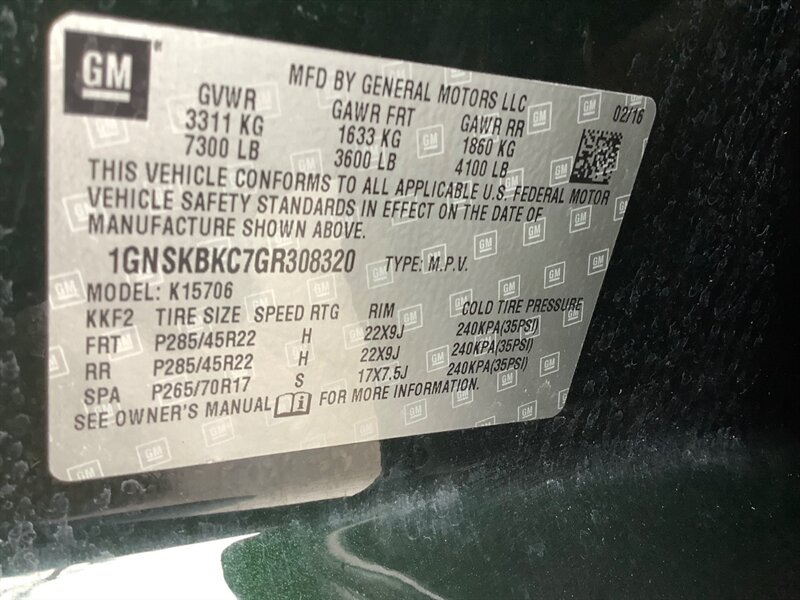 GM
MFD BY GENERAL MOTORS LLC
02/16
GVWR GAWR FRT GAWR RR
3311 KG 1633 KG 1860 KG
7300 LB 3600 LB 4100 LB
THIS VEHICLE CONFORMS TO ALL APPLICABLE U.S. FEDERAL MOTOR
VEHICLE SAFETY STANDARDS IN EFFECT ON THE DATE OF
MANUFACTURE SHOWN ABOVE.
1GNSKBKC7GR308320 TYPE: M.P.V.
MODEL: K15706
KKF2 TIRE SIZE SPEED RTG RIM COLD TIRE PRESSURE
FRT P285/45R22 H 22X9J 240KPA(35PSI)
RR P285/45R22 H 22X9J 240KPA(35PSI)
SPA P265/70R17 S 17X7.5J 240KPA(35PSI)
SEE OWNER'S MANUAL FOR MORE INFORMATION.